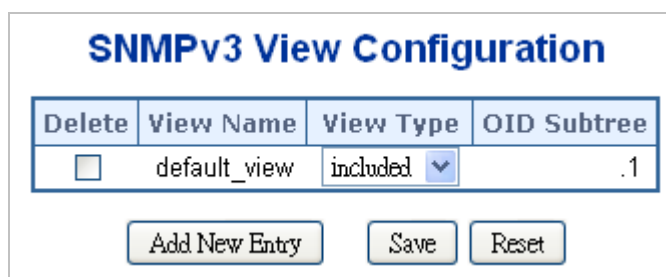 SNMPv3 View Configuration
Delete View Name View Type OID Subtree
default_view included .1
Add New Entry Save Reset